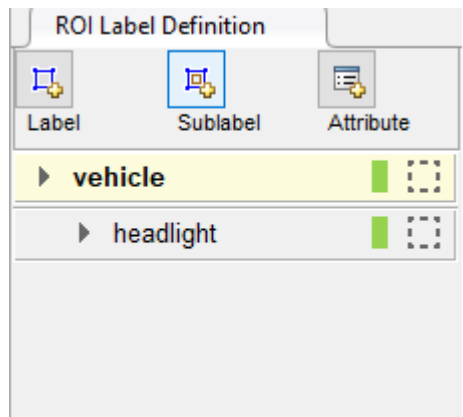 ROI Label Definition
Label Sublabel Attribute
vehicle
headlight